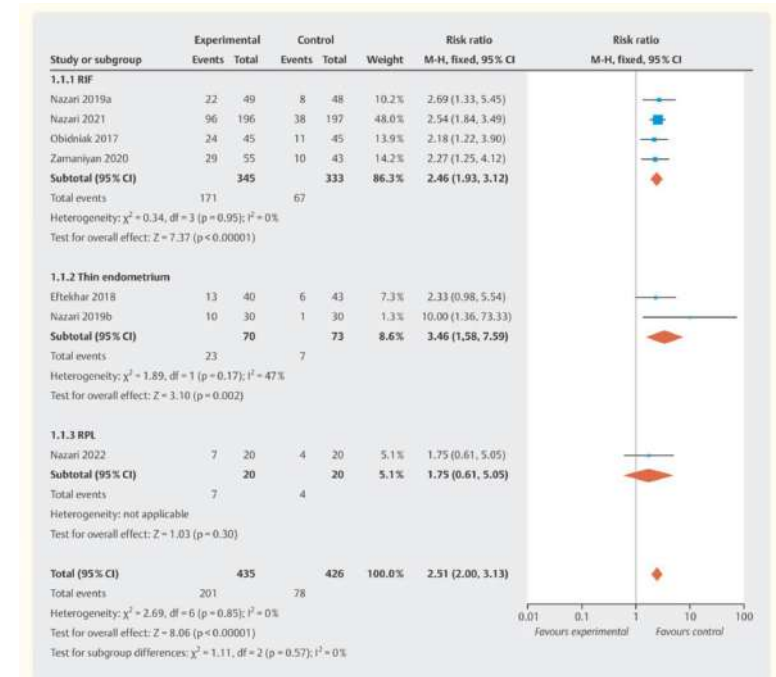 Experimental Control Risk ratio Risk ratio
Study or subgroup Events Total Events Total Weight M-H, fixed, 95% CI M-H, fixed, 95% CI
1.1.1 RIF
Nazari 2019a 22 49 8 48 10.2% 2.69 (1.33, 5.45)
Nazari 2021 96 196 38 197 48.0% 2.54 (1.84, 3.49)
Obidniak 2017 24 45 11 45 13.9% 2.18 (1.22, 3.90)
Zamaniyan 2020 29 55 10 43 14.2% 2.27 (1.25, 4.12)
Subtotal (95% CI) 345 333 86.3% 2.46 (1.93, 3.12)
Total events 171 67
Heterogeneity: χ² = 0.34, df = 3 (p = 0.95); I² = 0%
Test for overall effect: Z = 7.37 (p < 0.00001)
1.1.2 Thin endometrium
Eftekhar 2018 13 40 6 43 7.3% 2.33 (0.98, 5.54)
Nazari 2019b 10 30 1 30 1.3% 10.00 (1.36, 73.33)
Subtotal (95% CI) 70 73 8.6% 3.46 (1,58, 7.59)
Total events 23 7
Heterogeneity: χ² = 1.89, df = 1 (p = 0.17); I² = 47%
Test for overall effect: Z = 3.10 (p = 0.002)
1.1.3 RPL
Nazari 2022 7 20 4 20 5.1% 1.75 (0.61, 5.05)
Subtotal (95% CI) 20 20 5.1% 1.75 (0.61, 5.05)
Total events 7 4
Heterogeneity: not applicable
Test for overall effect: Z = 1.03 (p = 0.30)
Total (95% CI) 435 426 100.0% 2.51 (2.00, 3.13)
Total events 201 78
Heterogeneity: χ² = 2.69, df = 6 (p = 0.85); I² = 0%
Test for overall effect: Z = 8.06 (p < 0.00001)
Test for subgroup differences: χ² = 1.11, df = 2 (p = 0.57); I² = 0%
0.01 0.1 1 10 100
Favours experimental Favours control